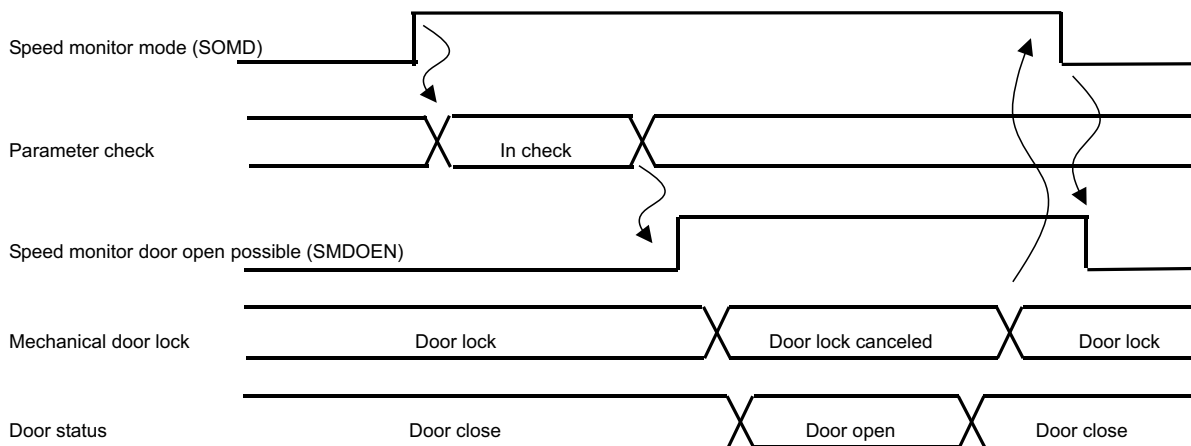 Speed monitor mode (SOMD)
Parameter check
In check
Speed monitor door open possible (SMDOEN)
Mechanical door lock
Door lock
Door lock canceled
Door lock
Door status
Door close
Door open
Door close